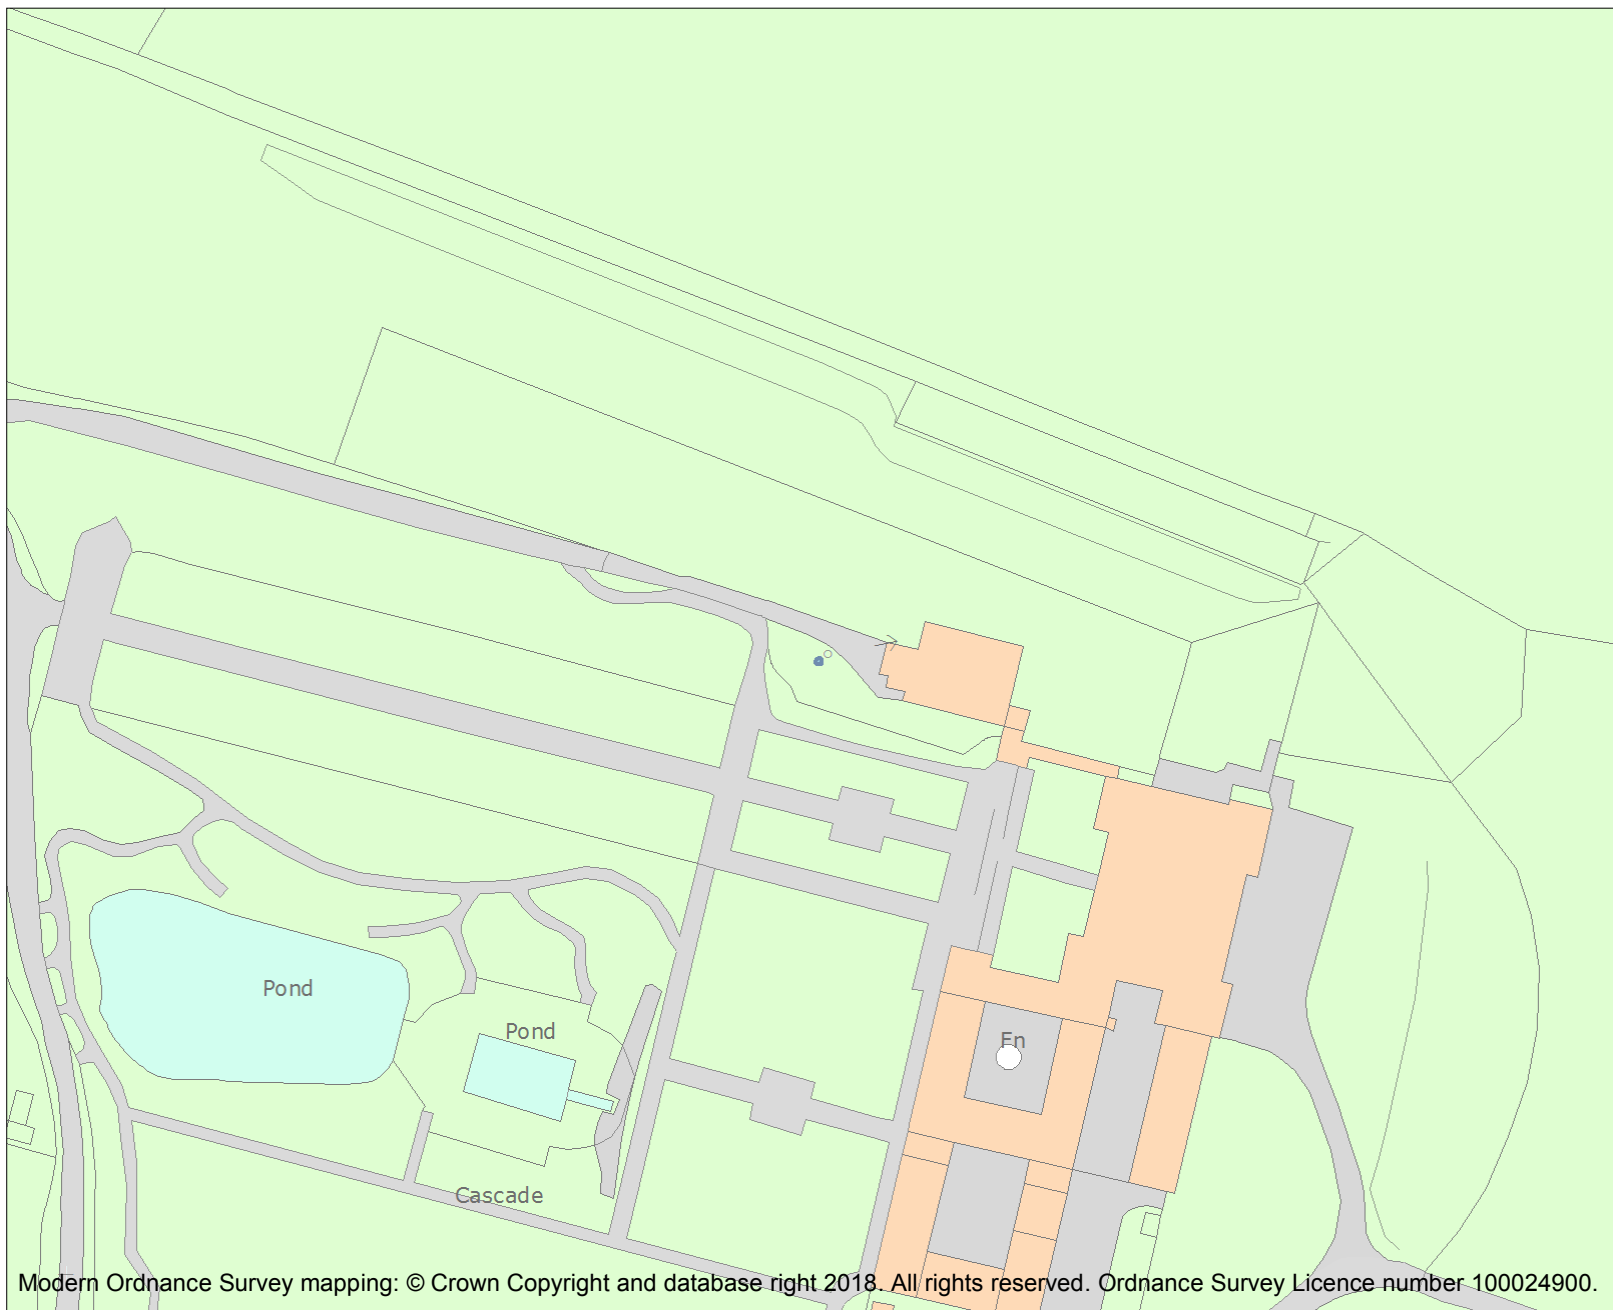 Pond
Pond
En
Cascade
Modern Ordnance Survey mapping: © Crown Copyright and database right 2018. All rights reserved. Ordnance Survey Licence number 100024900.